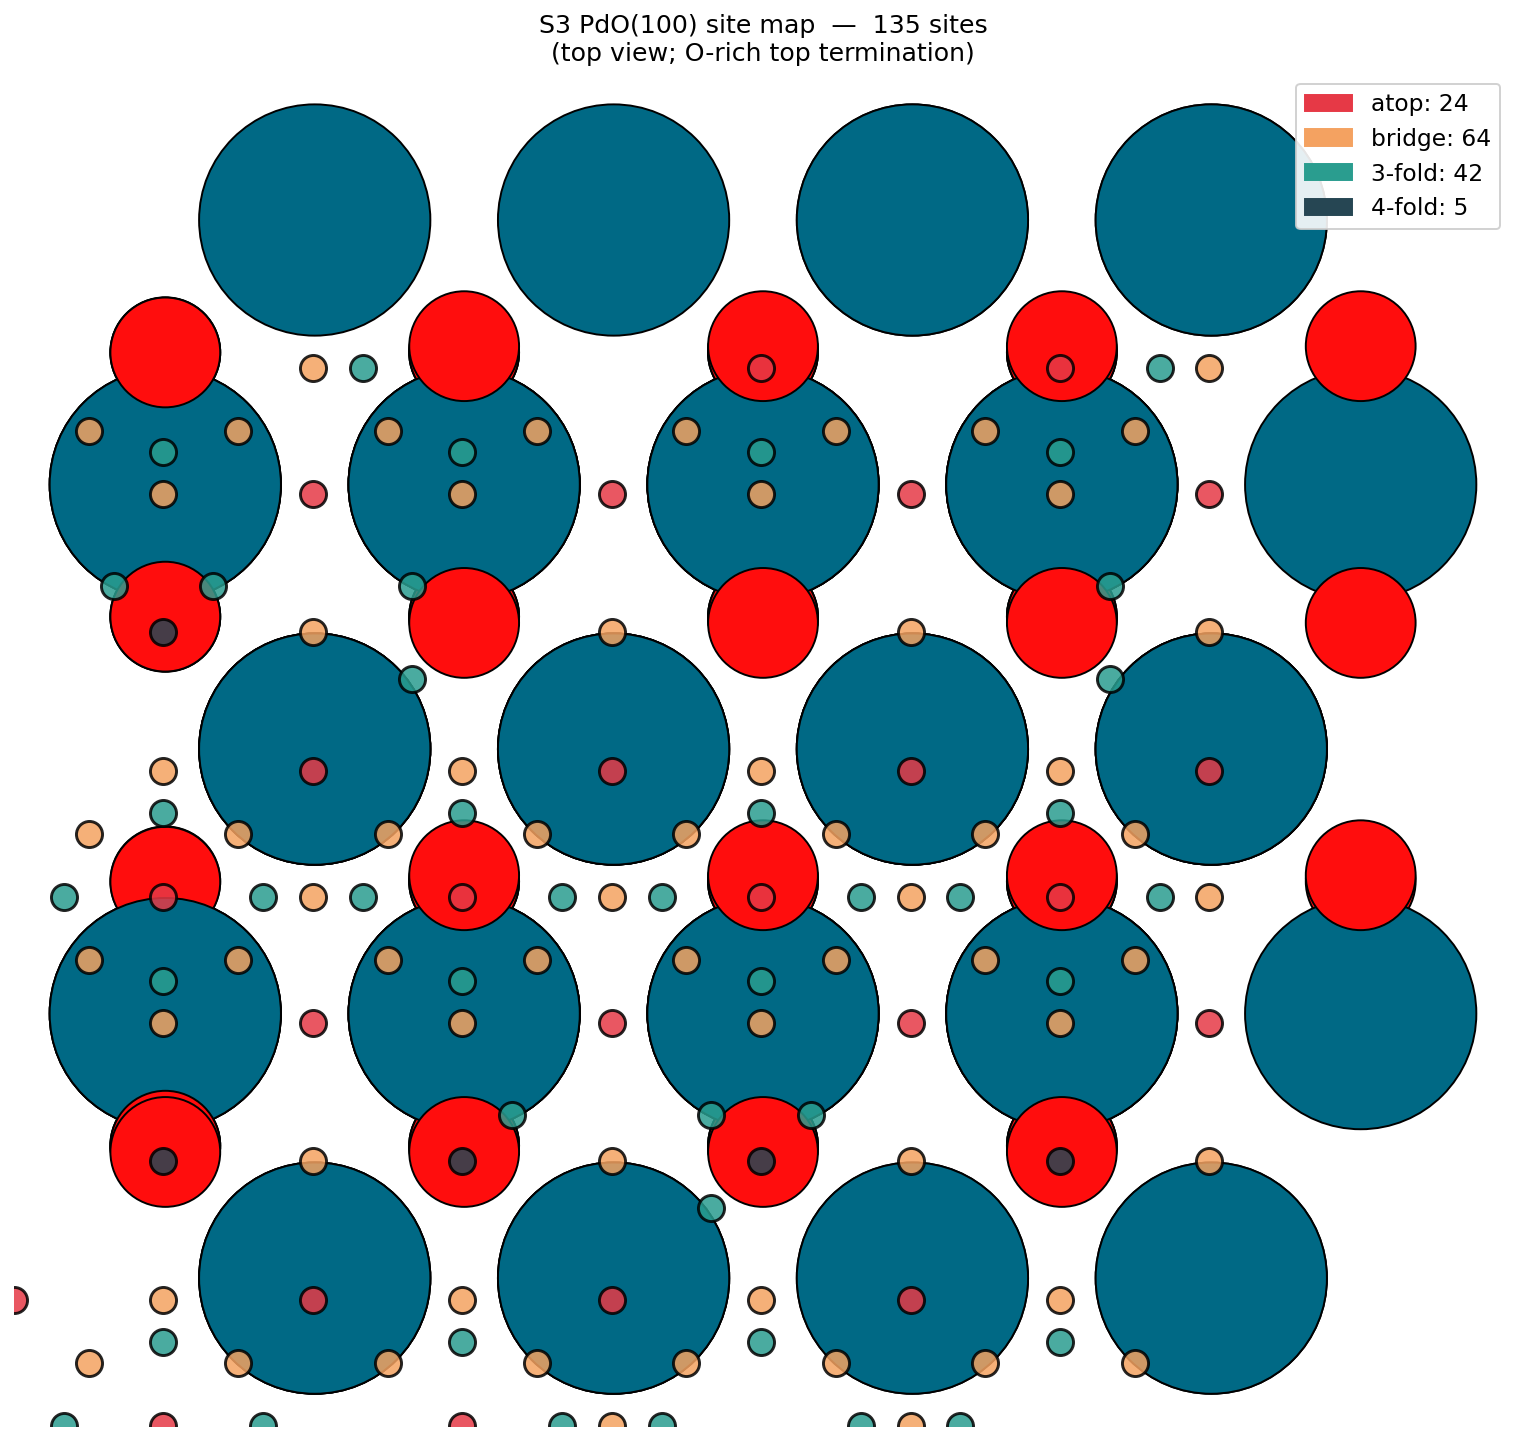 S3 PdO(100) site map — 135 sites
(top view; O-rich top termination)
atop: 24
bridge: 64
3-fold: 42
4-fold: 5